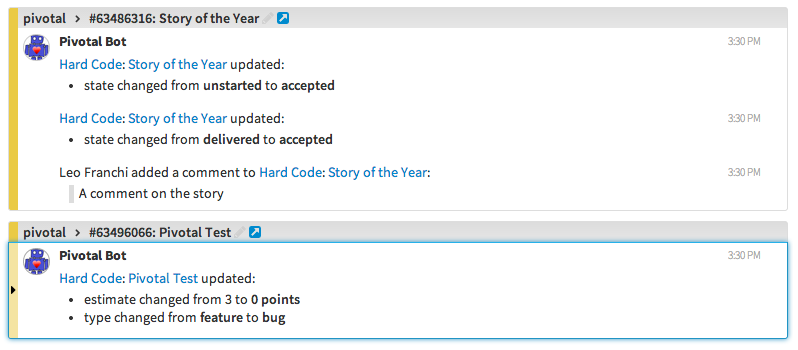 pivotal > #63486316: Story of the Year
Pivotal Bot 3:30 PM
Hard Code: Story of the Year updated:
• state changed from unstarted to accepted
Hard Code: Story of the Year updated: 3:30 PM
• state changed from delivered to accepted
Leo Franchi added a comment to Hard Code: Story of the Year: 3:30 PM
A comment on the story
pivotal > #63496066: Pivotal Test
Pivotal Bot 3:30 PM
Hard Code: Pivotal Test updated:
• estimate changed from 3 to 0 points
• type changed from feature to bug